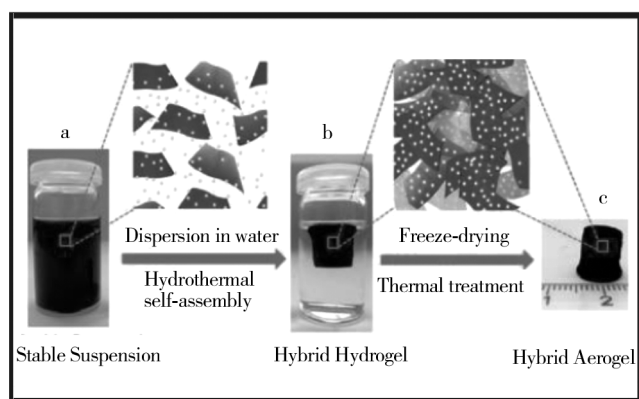 a
b
c
Dispersion in water
Hydrothermal
self-assembly
Freeze-drying
Thermal treatment
1
2
Stable Suspension
Hybrid Hydrogel
Hybrid Aerogel